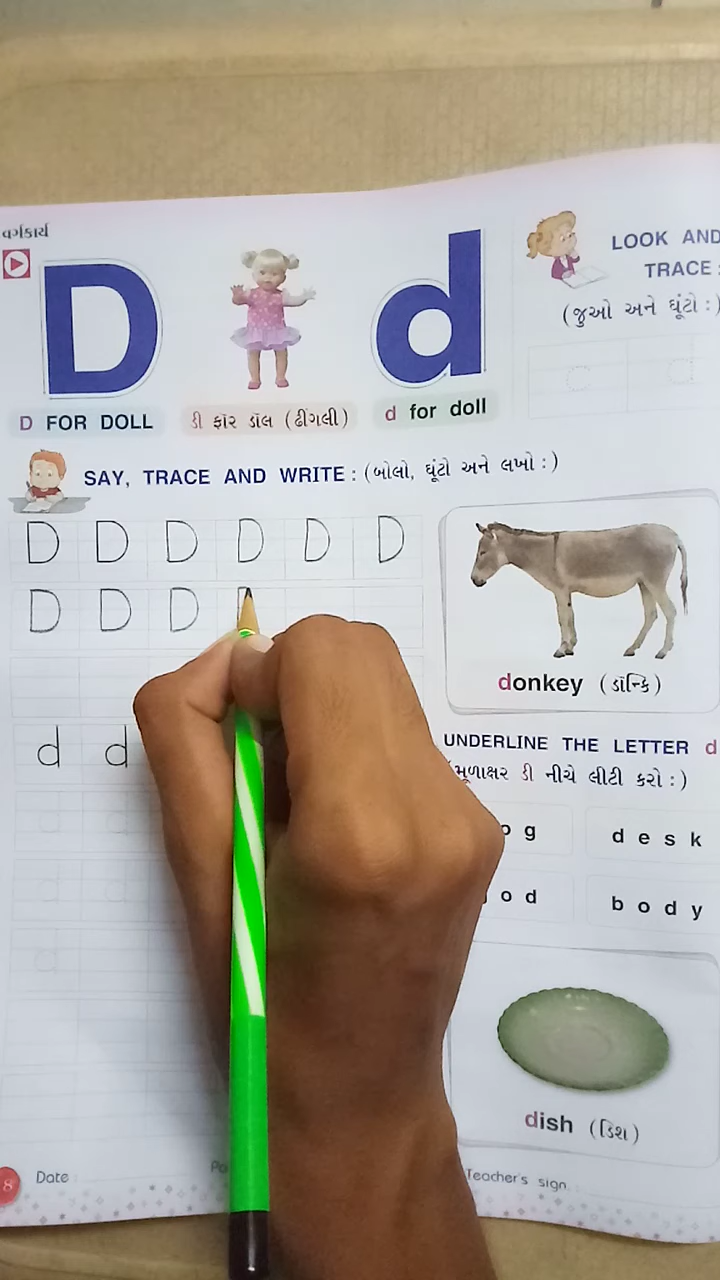 વર્ગકાર્ય
D d
D FOR DOLL ડી ફૉર ડૉલ (ઢીંગલી) d for doll
LOOK AND
TRACE :
(જુઓ અને ઘૂંટો :)
c d
SAY, TRACE AND WRITE : (બોલો, ઘૂંટો અને લખો :)
D D D D D D
D D D
d d
d d
d d
d
donkey (ડૉન્કિ)
UNDERLINE THE LETTER d
(મૂળાક્ષર ડી નીચે લીટી કરો :)
o g desk
o d body
dish (ડિશ)
8 Date Teacher's sign.